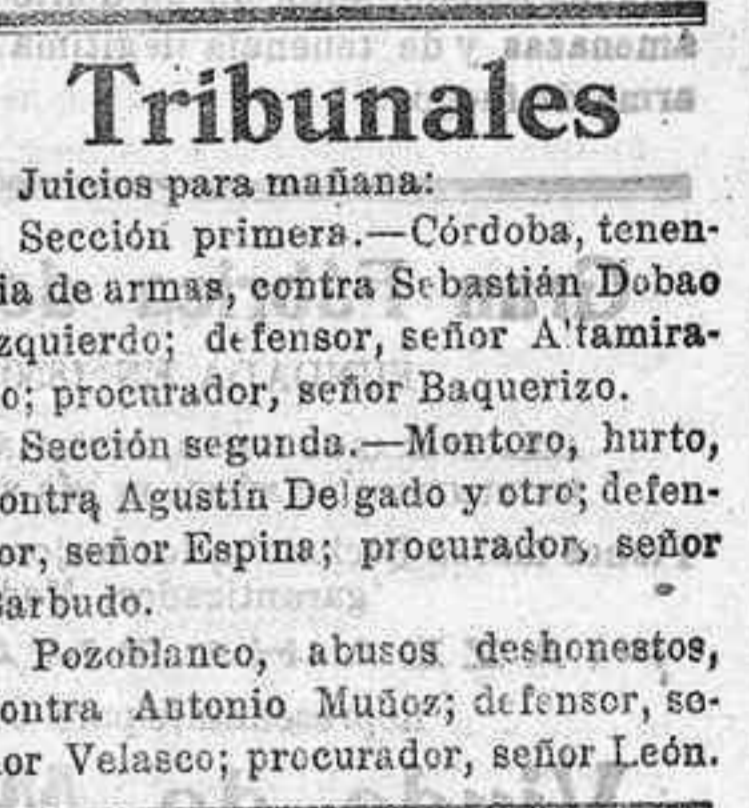 Tribunales
Juicios para mañana:
Sección primera.—Córdoba, tenen-
ia de armas, contra Sebastián Dobao
zquierdo; defensor, señor A'tamira-
o; procurador, señor Baquerizo.
Sección segunda.—Montoro, hurto,
ontra Agustín Delgado y otro; defen-
or, señor Espina; procurador, señor
arbudo.
Pozoblanco, abusos deshonestos,
ontra Antonio Muñoz; defensor, se-
or Velasco; procurador, señor León.